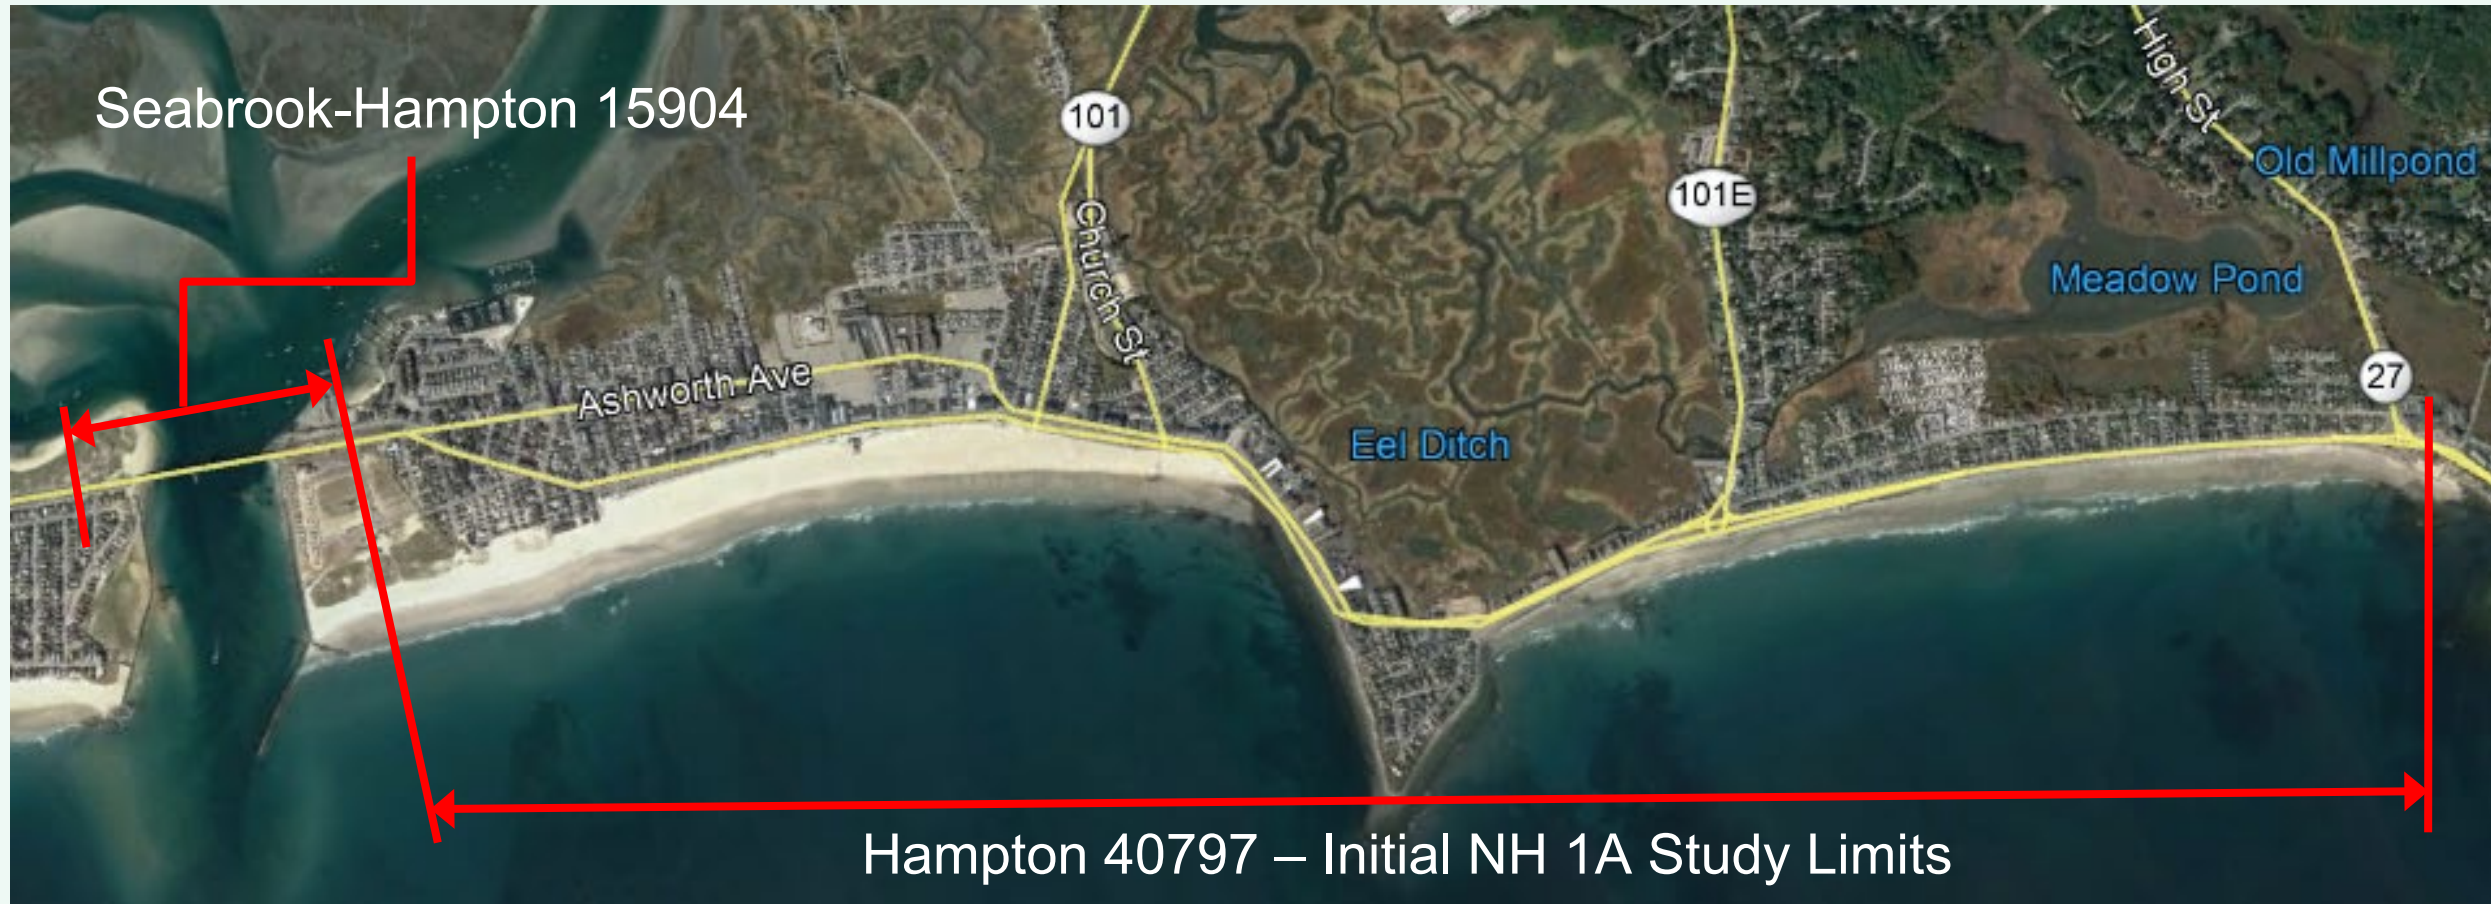 Seabrook-Hampton 15904
101
High St
Old Millpond
101E
Church St
Meadow Pond
Ashworth Ave
27
Eel Ditch
Hampton 40797 – Initial NH 1A Study Limits